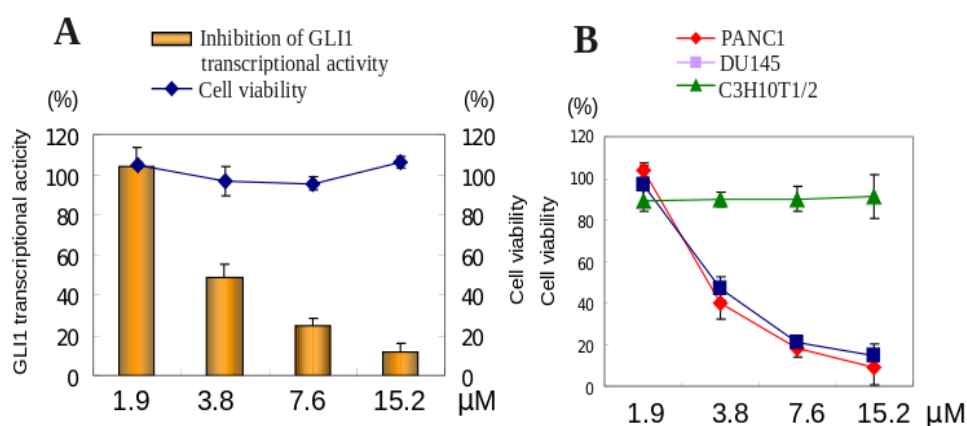 A
Inhibition of GLI1
transcriptional activity
Cell viability
(%)
(%)
GLI1 transcriptional acticity
120
100
80
60
40
20
0
120
100
80
60
40
20
0
Cell viability
1.9 3.8 7.6 15.2 μM
B
PANC1
DU145
C3H10T1/2
(%)
Cell viability
120
100
80
60
40
20
0
1.9 3.8 7.6 15.2 μM